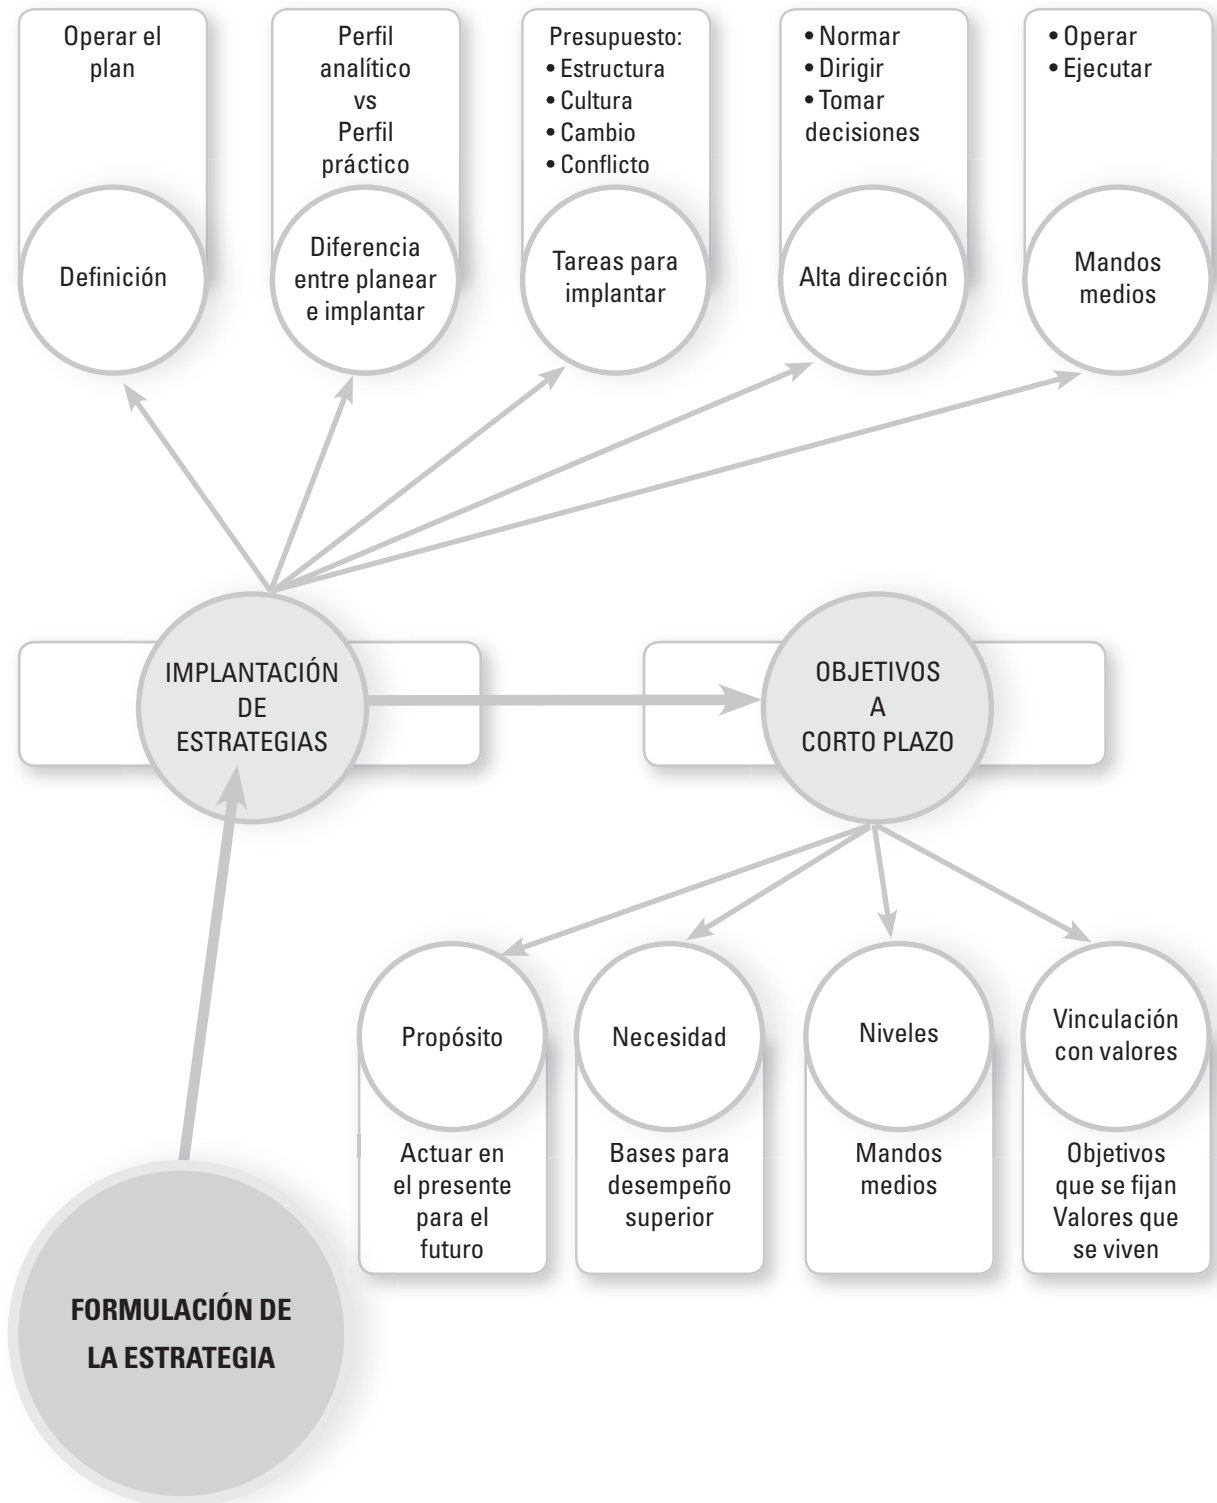 Operar el
plan
Definición
Perfil
analítico
vs
Perfil
práctico
Diferencia
entre planear
e implantar
Presupuesto:
• Estructura
• Cultura
• Cambio
• Conflicto
Tareas para
implantar
• Normar
• Dirigir
• Tomar
decisiones
Alta dirección
• Operar
• Ejecutar
Mandos
medios
IMPLANTACIÓN
DE
ESTRATEGIAS
OBJETIVOS
A
CORTO PLAZO
Propósito
Actuar en
el presente
para el
futuro
Necesidad
Bases para
desempeño
superior
Niveles
Mandos
medios
Vinculación
con valores
Objetivos
que se fijan
Valores que
se viven
FORMULACIÓN DE
LA ESTRATEGIA